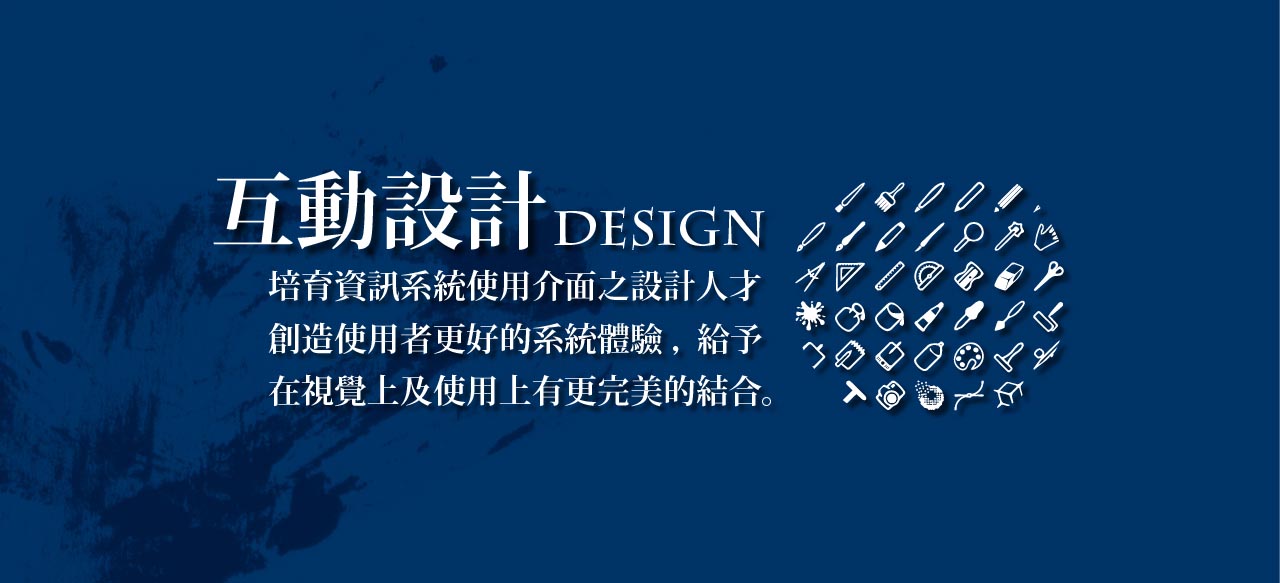 互動設計DESIGN
培育資訊系統使用介面之設計人才
創造使用者更好的系統體驗，給予
在視覺上及使用上有更完美的結合。